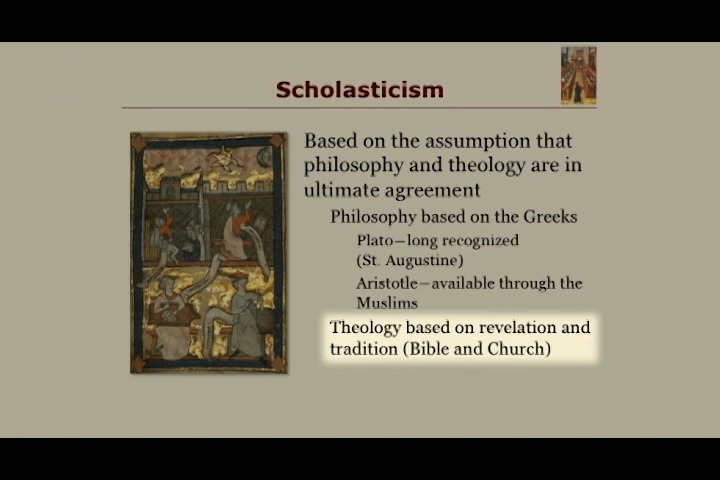 Scholasticism
Based on the assumption that
philosophy and theology are in
ultimate agreement
Philosophy based on the Greeks
Plato—long recognized
(St. Augustine)
Aristotle—available through the
Muslims
Theology based on revelation and
tradition (Bible and Church)